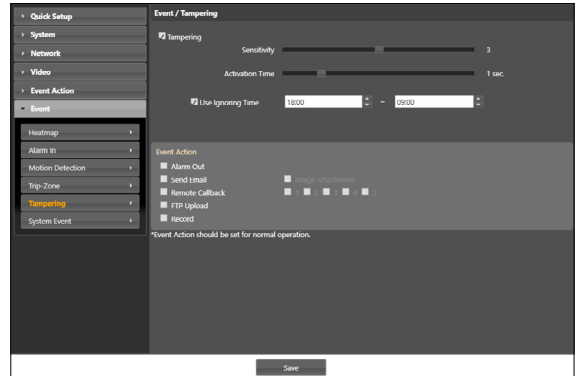 Quick Setup
System
Network
Video
Event Action
Event
Heatmap
Alarm In
Motion Detection
Trip-Zone
Tampering
System Event
Event / Tampering
Tampering
Sensitivity 3
Activation Time 1 sec.
Use Ignoring Time 18:00 ~ 09:00
Event Action
Alarm Out
Send Email Image Attachment
Remote Callback 1 2 3 4 5
FTP Upload
Record
*Event Action should be set for normal operation.
Save